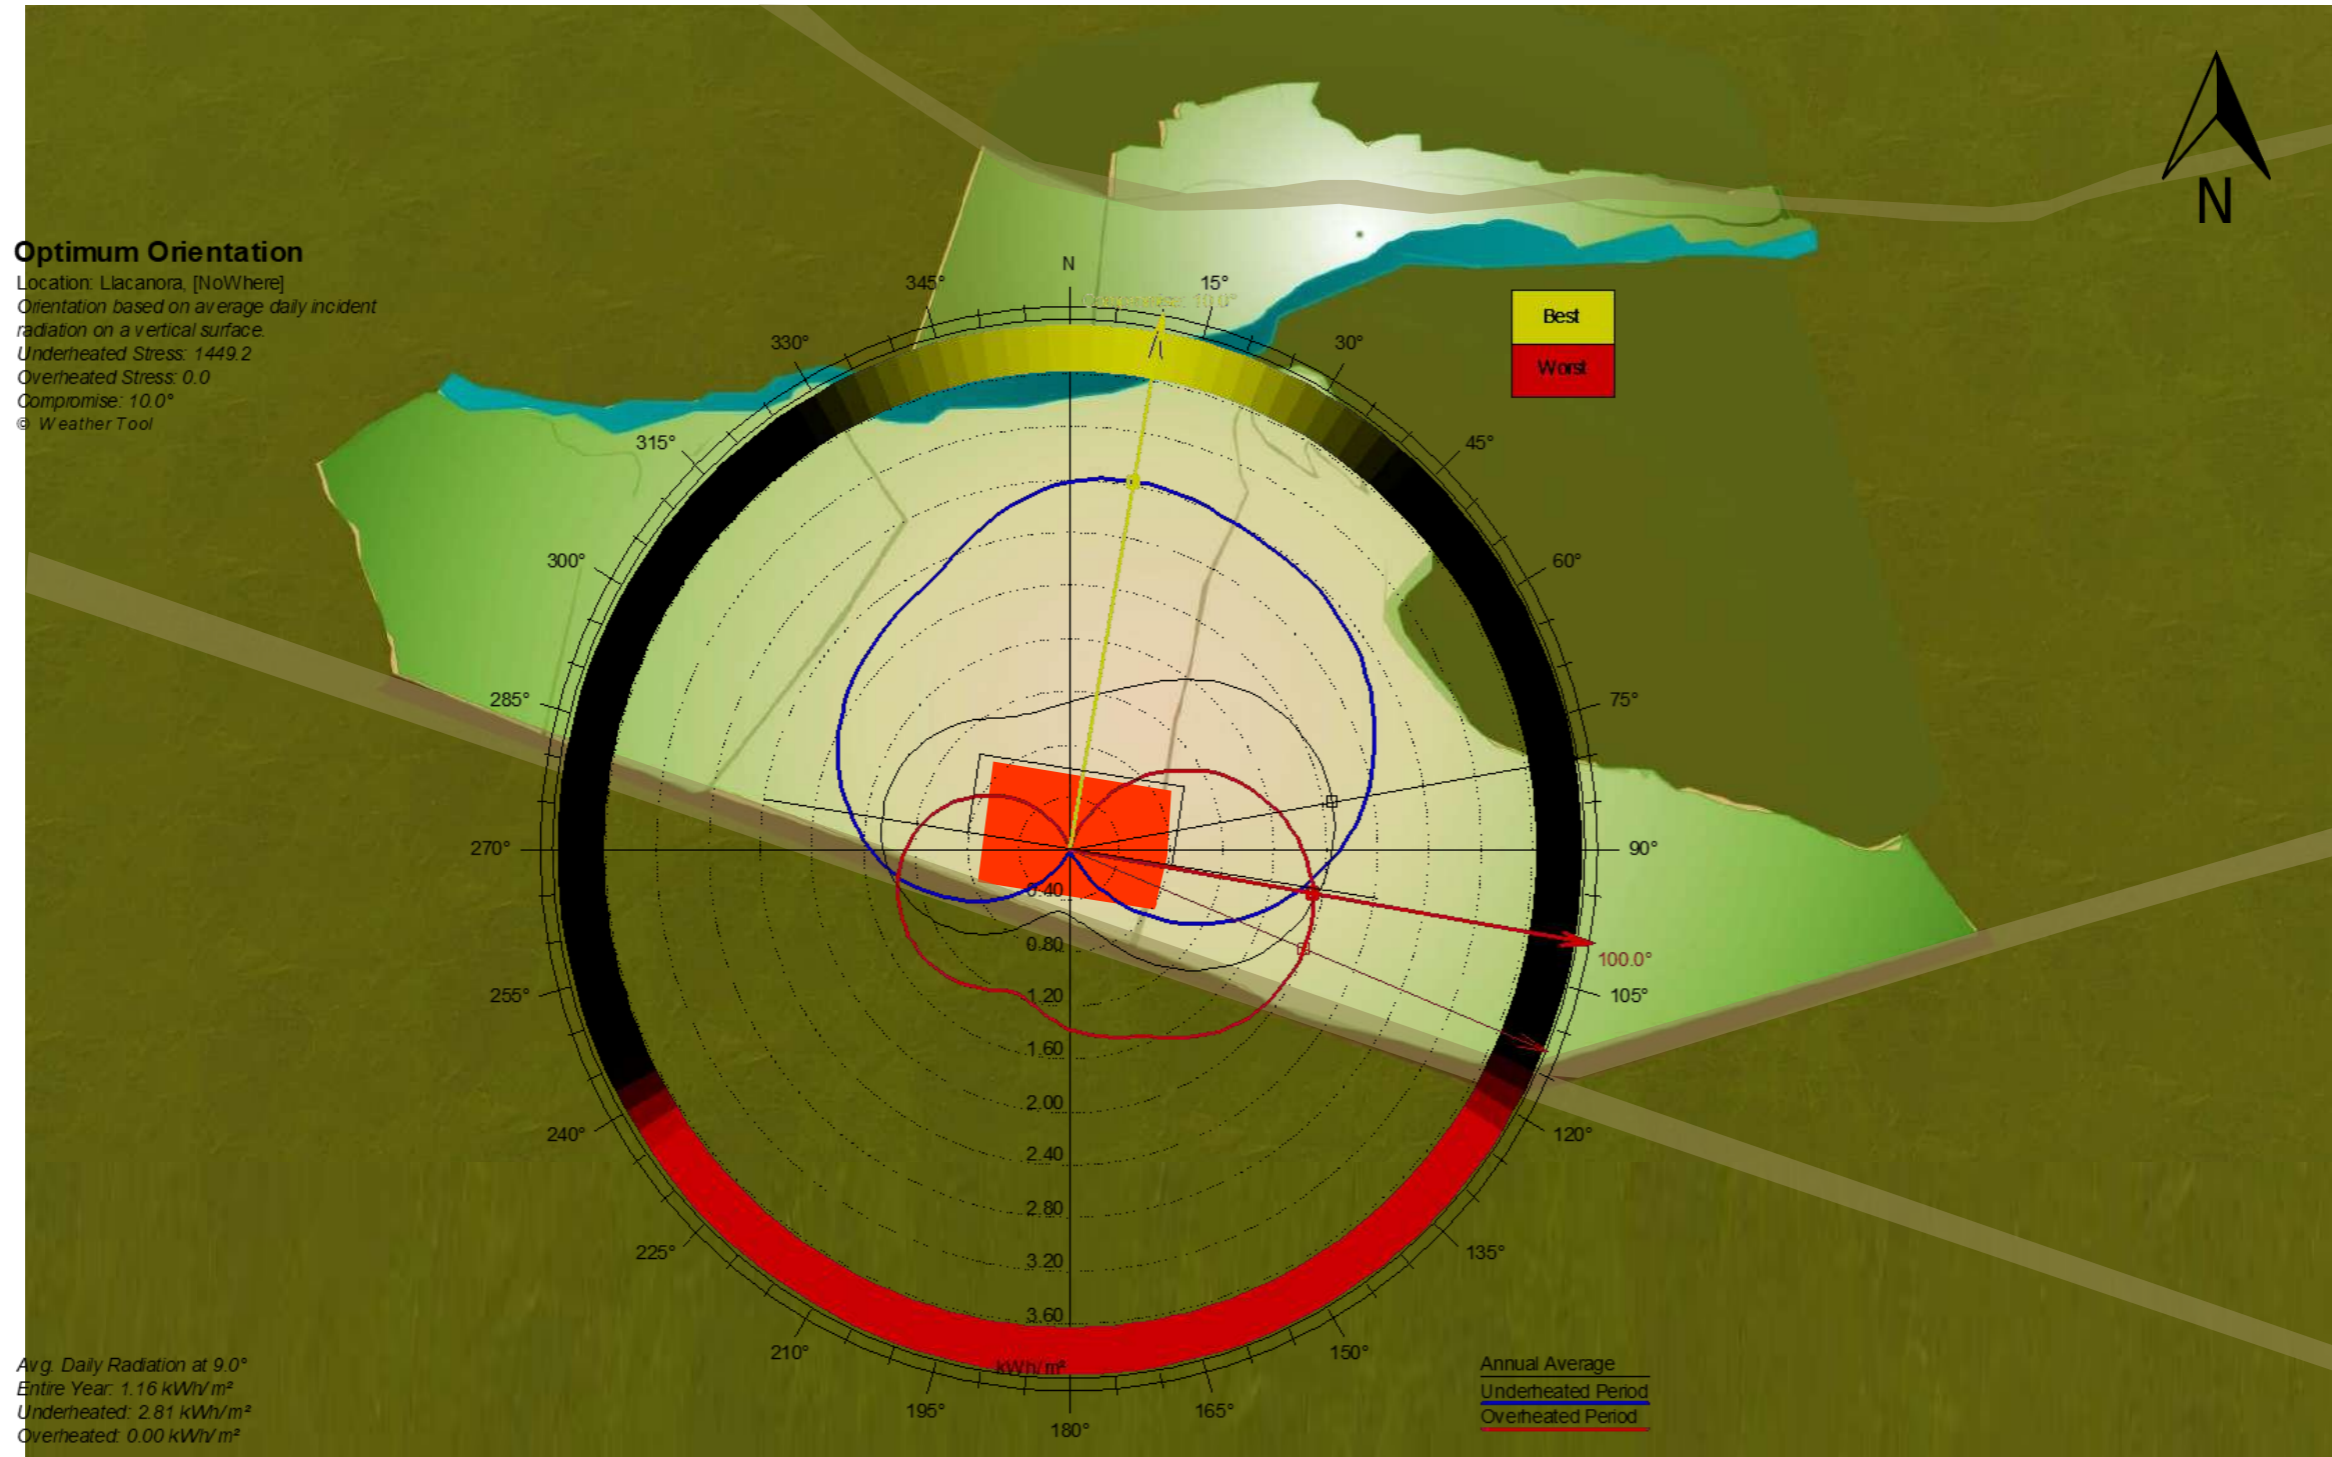 N
Optimum Orientation
Location: Llacanora, [NoWhere]
Orientation based on average daily incident
radiation on a vertical surface.
Underheated Stress: 1449.2
Overheated Stress: 0.0
Compromise: 10.0°
© Weather Tool
N
345°
15°
Compromise: 10.0°
330°
30°
Best
Worst
315°
45°
300°
60°
285°
75°
270°
90°
0.40
0.80
100.0°
255°
105°
1.20
1.60
2.00
240°
120°
2.40
2.80
225°
135°
3.20
3.60
210°
150°
kWh/m²
195°
165°
180°
Avg. Daily Radiation at 9.0°
Entire Year: 1.16 kWh/m²
Underheated: 2.81 kWh/m²
Overheated: 0.00 kWh/m²
Annual Average
Underheated Period
Overheated Period